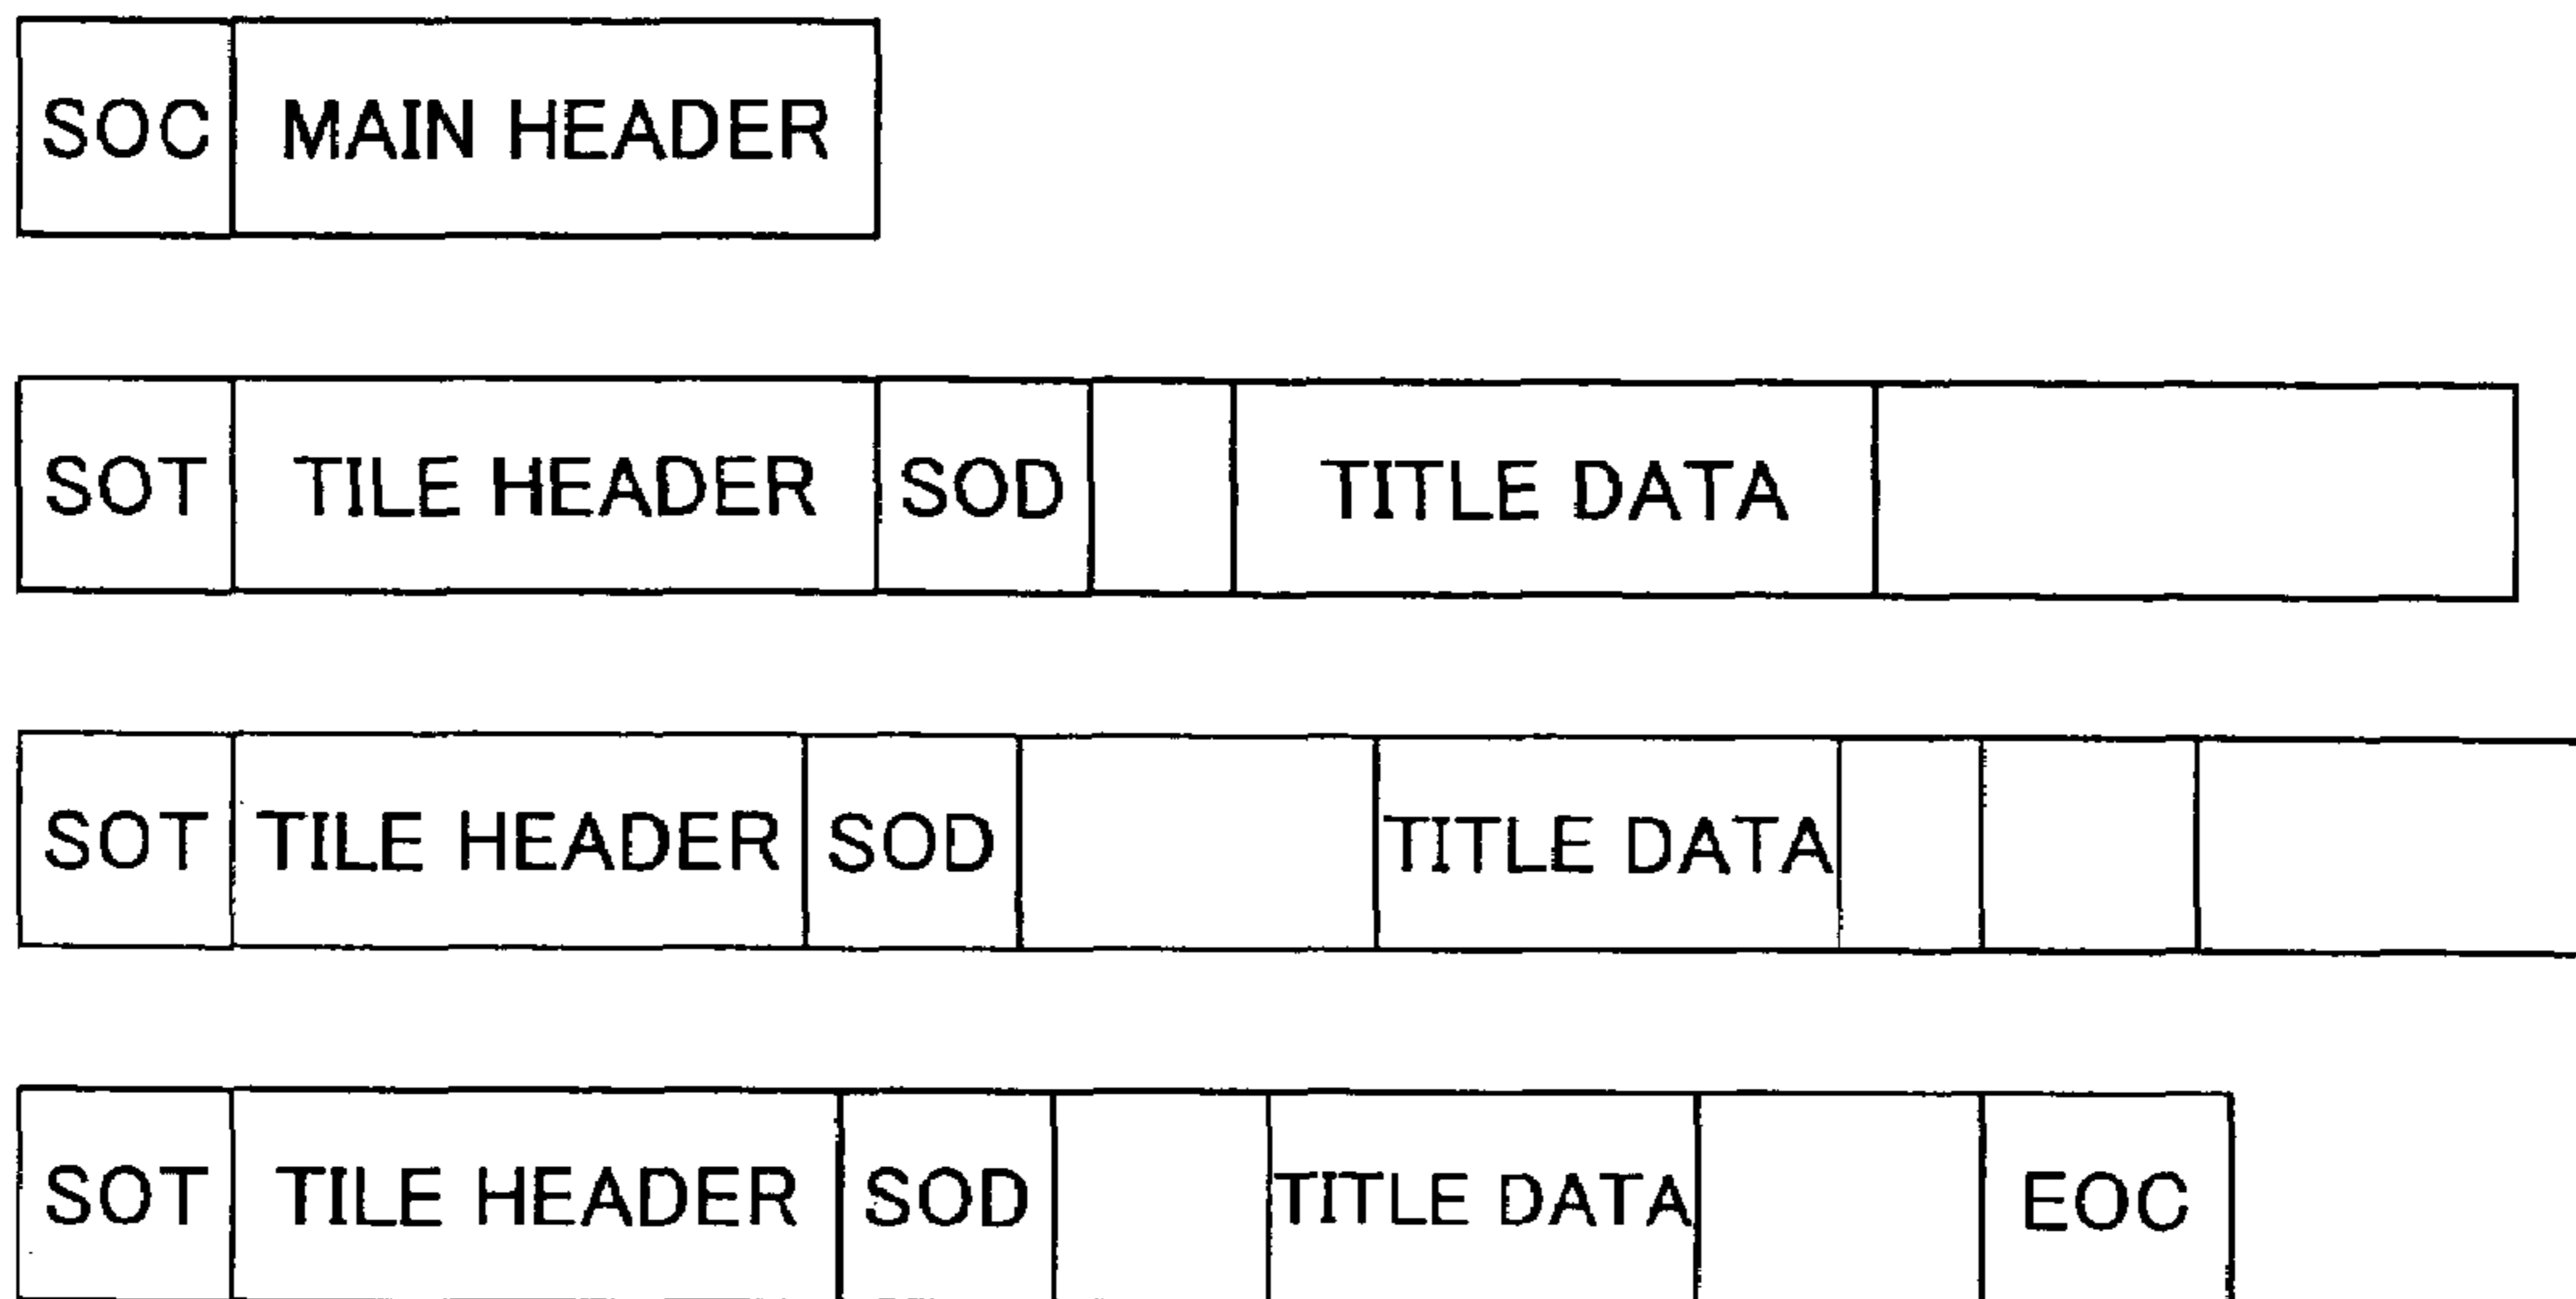 SOC MAIN HEADER
SOT TILE HEADER SOD TITLE DATA
SOT TILE HEADER SOD TITLE DATA
SOT TILE HEADER SOD TITLE DATA EOC